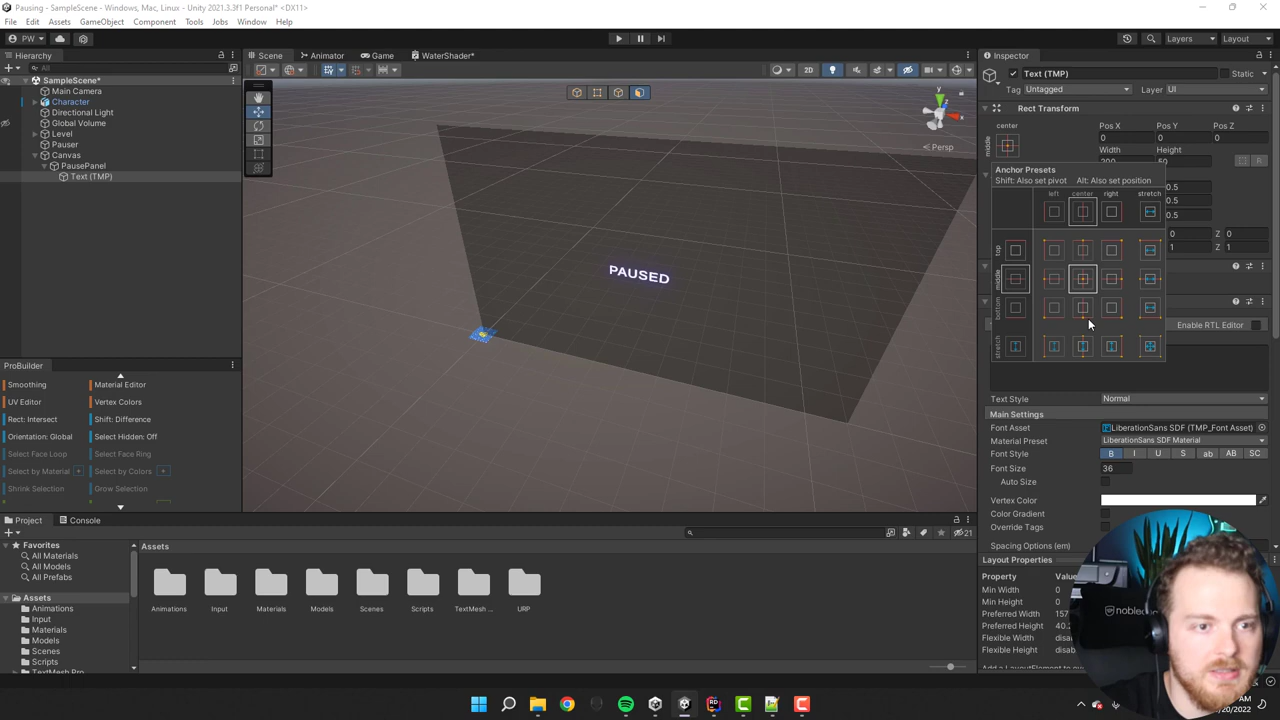 Pausing - SampleScene - Windows, Mac, Linux - Unity 2021.3.3f1 Personal* <DX11>
File Edit Assets GameObject Component Tools Jobs Window Help
PW
Layers Layout
Hierarchy
SampleScene*
Main Camera
Character
Directional Light
Global Volume
Level
Pauser
Canvas
PausePanel
Text (TMP)
Scene Animator Game WaterShader*
2D
y
x
Persp
PAUSED
Inspector
Text (TMP) Static
Tag Untagged Layer UI
Rect Transform
center Pos X Pos Y Pos Z
middle 0 0 0
Width Height
200 50
Anchor Presets
Shift: Also set pivot Alt: Also set position
left center right stretch
top
middle
bottom
stretch
0.5
0.5
0.5
0 Z 0
1 Z 1
Enable RTL Editor
Text Style Normal
Main Settings
Font Asset LiberationSans SDF (TMP_Font Asset)
Material Preset LiberationSans SDF Material
Font Style B I U S ab AB SC
Font Size 36
Auto Size
Vertex Color
Color Gradient
Override Tags
Spacing Options (em)
Layout Properties
Property
Min Width 0
Min Height 0
Preferred Width 157
Preferred Height 40.2
Flexible Width disab
Flexible Height disab
ProBuilder
Smoothing Material Editor
UV Editor Vertex Colors
Rect: Intersect Shift: Difference
Orientation: Global Select Hidden: Off
Select Face Loop Select Face Ring
Select by Material + Select by Colors +
Shrink Selection Grow Selection
Project Console
21
Favorites
All Materials
All Models
All Prefabs
Assets
Animations
Input
Materials
Models
Scenes
Scripts
TextMesh Pro
Assets
Animations Input Materials Models Scenes Scripts TextMesh ... URP